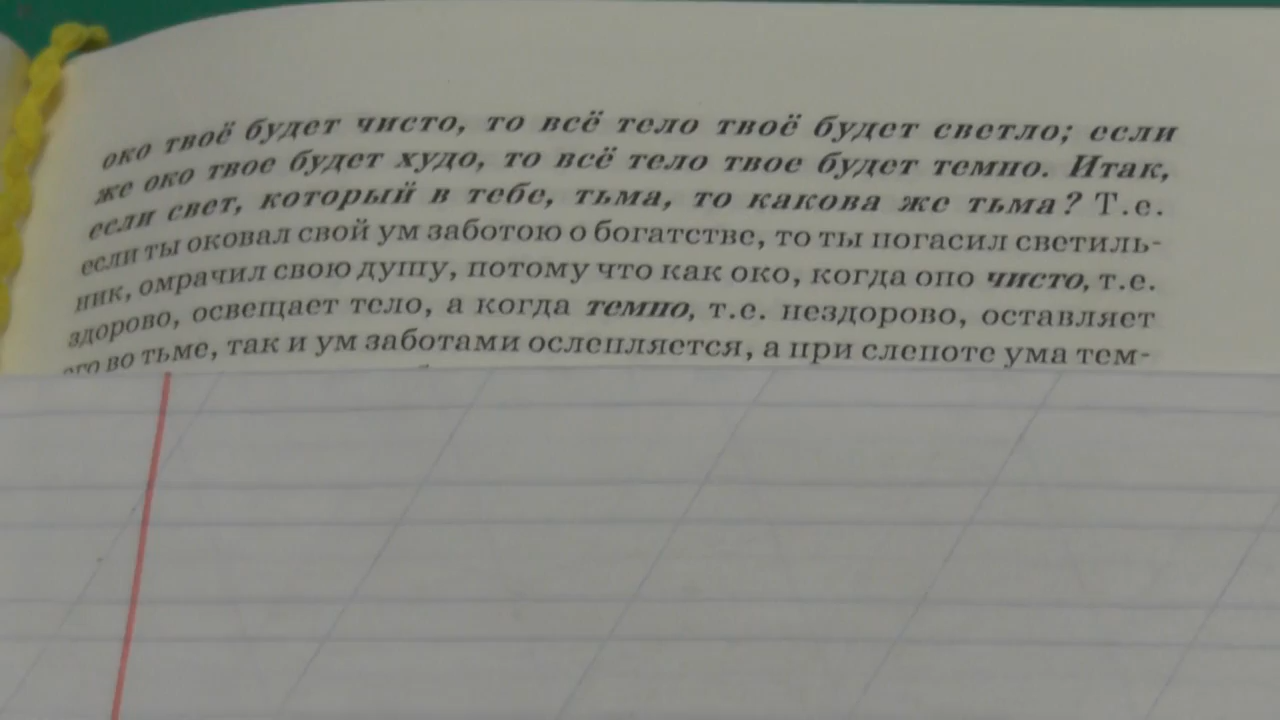 око твоё будет чисто, то всё тело твоё будет светло; если
же око твое будет худо, то всё тело твое будет темно. Итак,
если свет, который в тебе, тьма, то какова же тьма? Т.е.
если ты оковал свой ум заботою о богатстве, то ты погасил светиль-
ник, омрачил свою душу, потому что как око, когда оно чисто, т.е.
здорово, освещает тело, а когда темно, т.е. нездорово, оставляет
его во тьме, так и ум заботами ослепляется, а при слепоте ума тем-